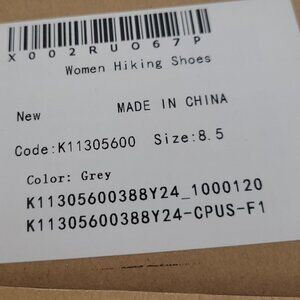 X002RUO67P
Women Hiking Shoes
New
MADE IN CHINA
Code:K11305600 Size:8.5
Color: Grey
K11305600388Y24_1000120
K11305600388Y24-CPUS-F1